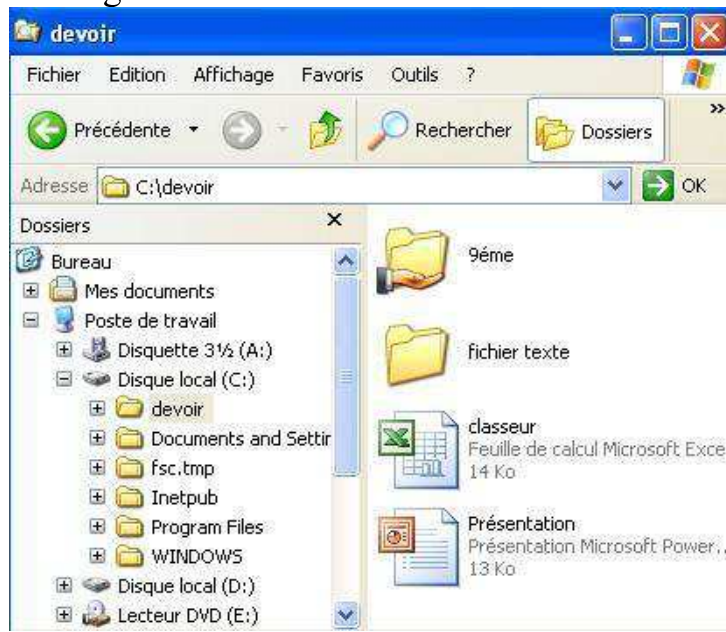 devoir
Fichier Edition Affichage Favoris Outils ?
Précédente Rechercher Dossiers »
Adresse C:\devoir OK
Dossiers x
Bureau
Mes documents
Poste de travail
Disquette 3½ (A:)
Disque local (C:)
devoir
Documents and Settir
fsc.tmp
Inetpub
Program Files
WINDOWS
Disque local (D:)
Lecteur DVD (E:)
9éme
fichier texte
classeur
Feuille de calcul Microsoft Exce
14 Ko
Présentation
Présentation Microsoft Power..
13 Ko